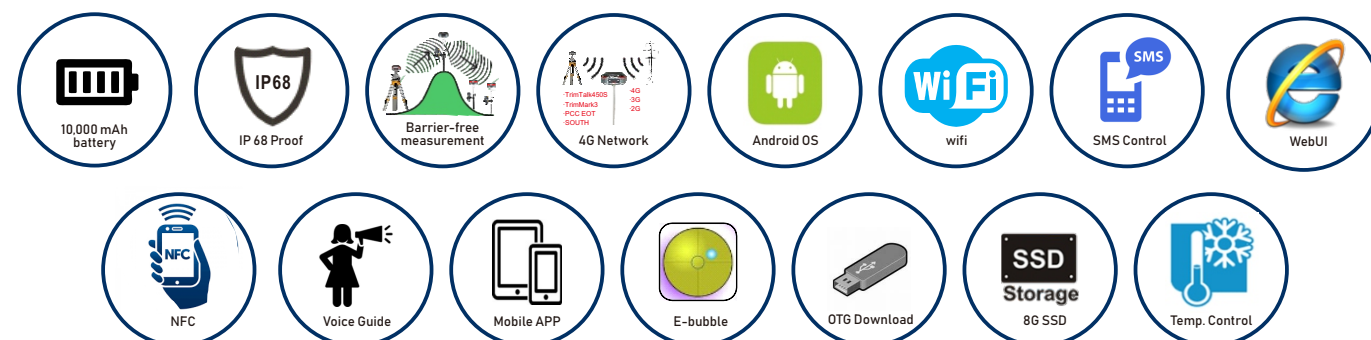 10,000 mAh
battery
IP68
IP 68 Proof
Barrier-free
measurement
·TrimTalk450S
·TrimMark3
·PCC EOT
·SOUTH
·4G
·3G
·2G
4G Network
Android OS
Wi Fi
wifi
SMS
SMS Control
WebUI
NFC
NFC
Voice Guide
Mobile APP
E-bubble
OTG Download
SSD
Storage
8G SSD
Temp. Control